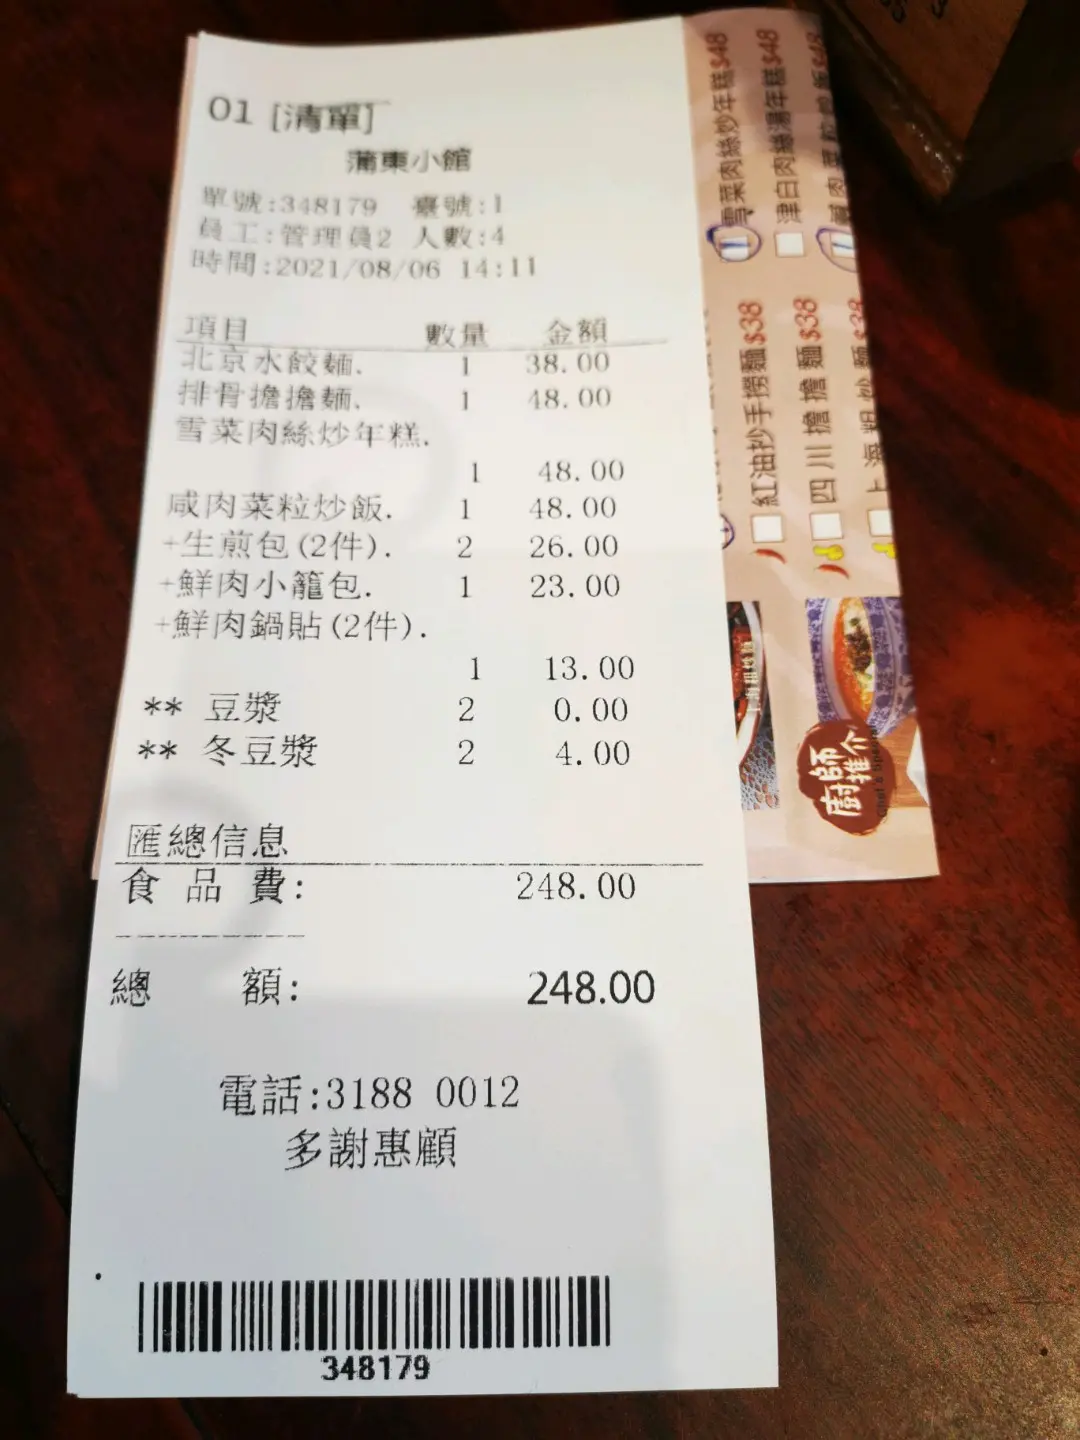 01 [清單]
蒲東小館
單號:348179 臺號:1
員工:管理員2 人數:4
時間:2021/08/06 14:11
項目 數量 金額
北京水餃麵. 1 38.00
排骨擔擔麵. 1 48.00
雪菜肉絲炒年糕.
1 48.00
咸肉菜粒炒飯. 1 48.00
+生煎包(2件). 2 26.00
+鮮肉小籠包. 1 23.00
+鮮肉鍋貼(2件).
1 13.00
** 豆漿 2 0.00
** 冬豆漿 2 4.00
匯總信息
食 品 費: 248.00
總 額: 248.00
電話:3188 0012
多謝惠顧
348179
雪菜肉絲炒年糕$48
津白肉絲湯年糕$48
紅油抄手撈麵$38
四川擔擔麵$38
廚師推介